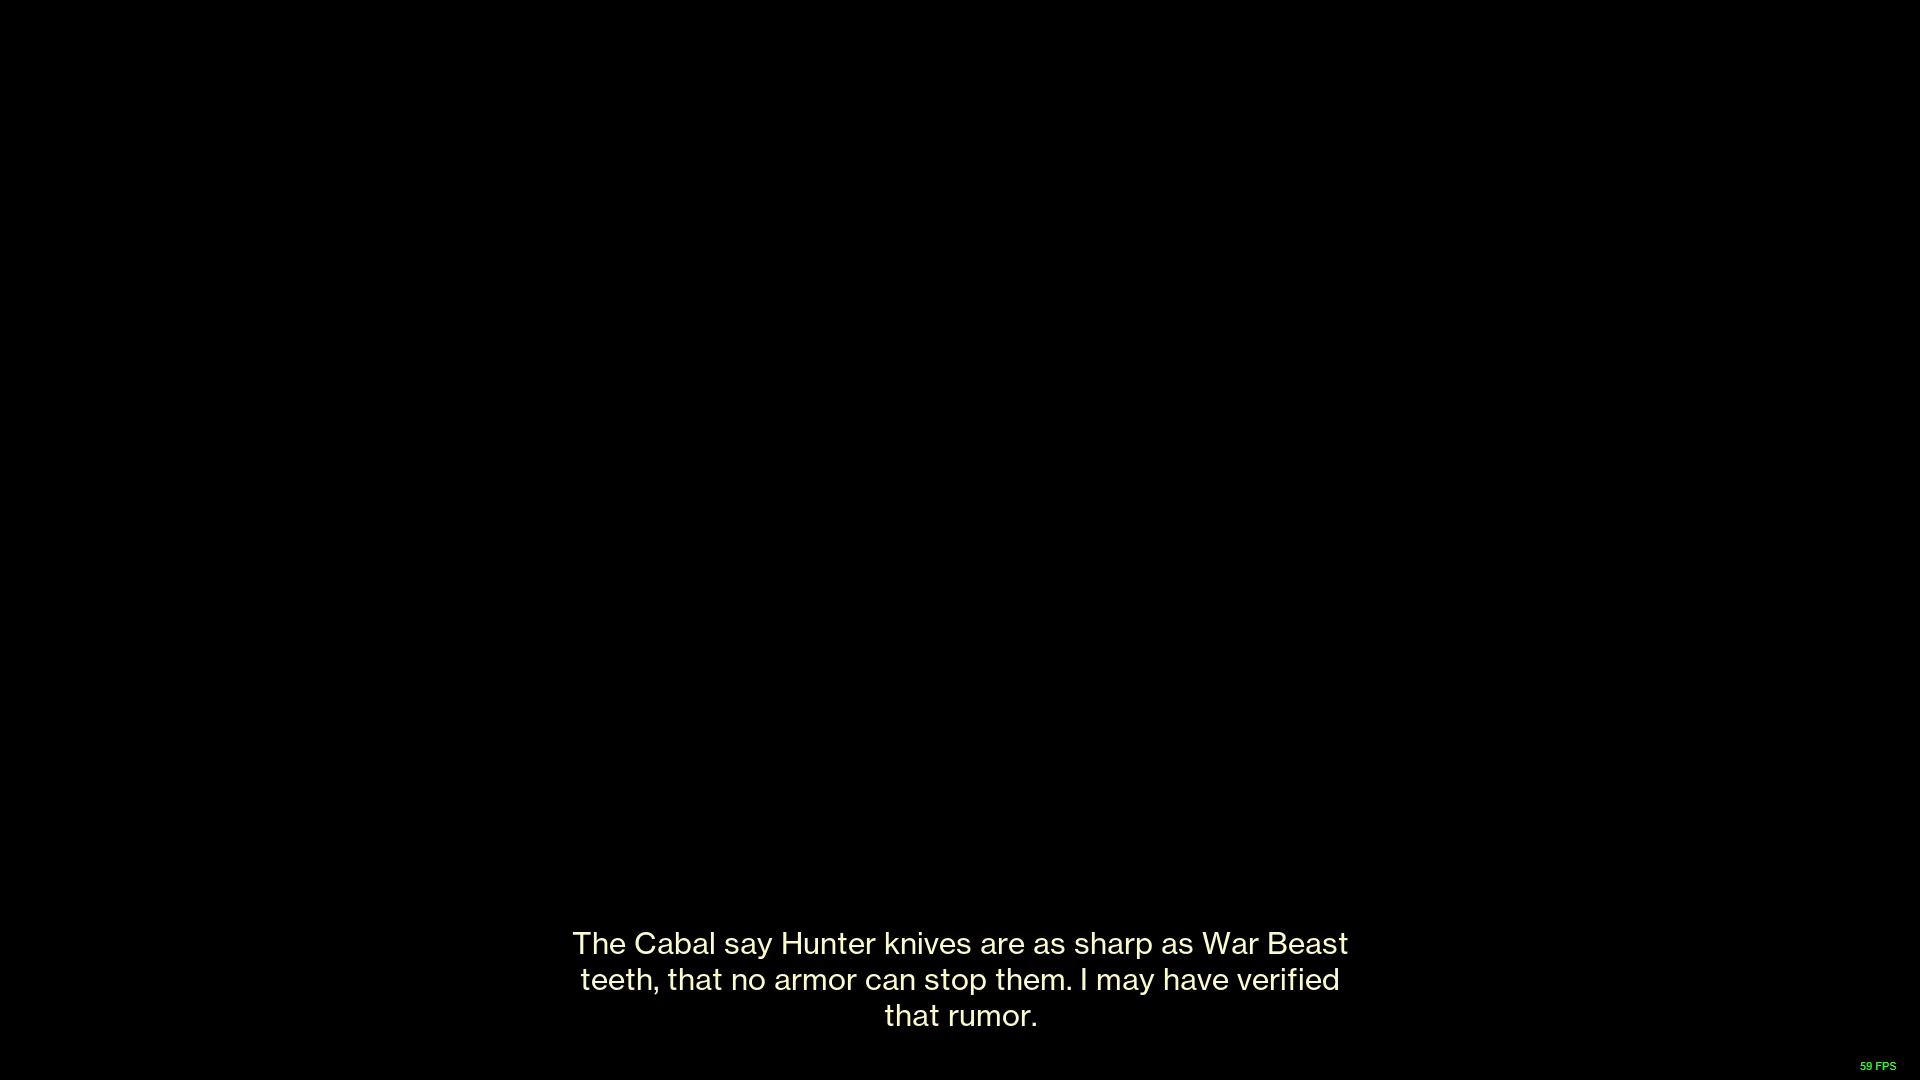 The Cabal say Hunter knives are as sharp as War Beast
teeth, that no armor can stop them. I may have verified
that rumor.
59 FPS